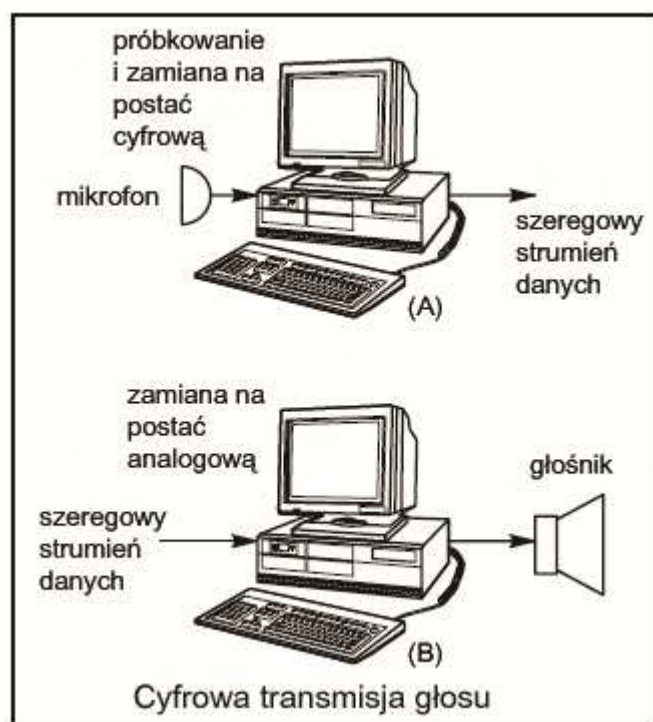 próbkowanie
i zamiana na
postać
cyfrową
mikrofon
szeregowy
strumień
danych
(A)
zamiana na
postać
analogową
głośnik
szeregowy
strumień
danych
(B)
Cyfrowa transmisja głosu